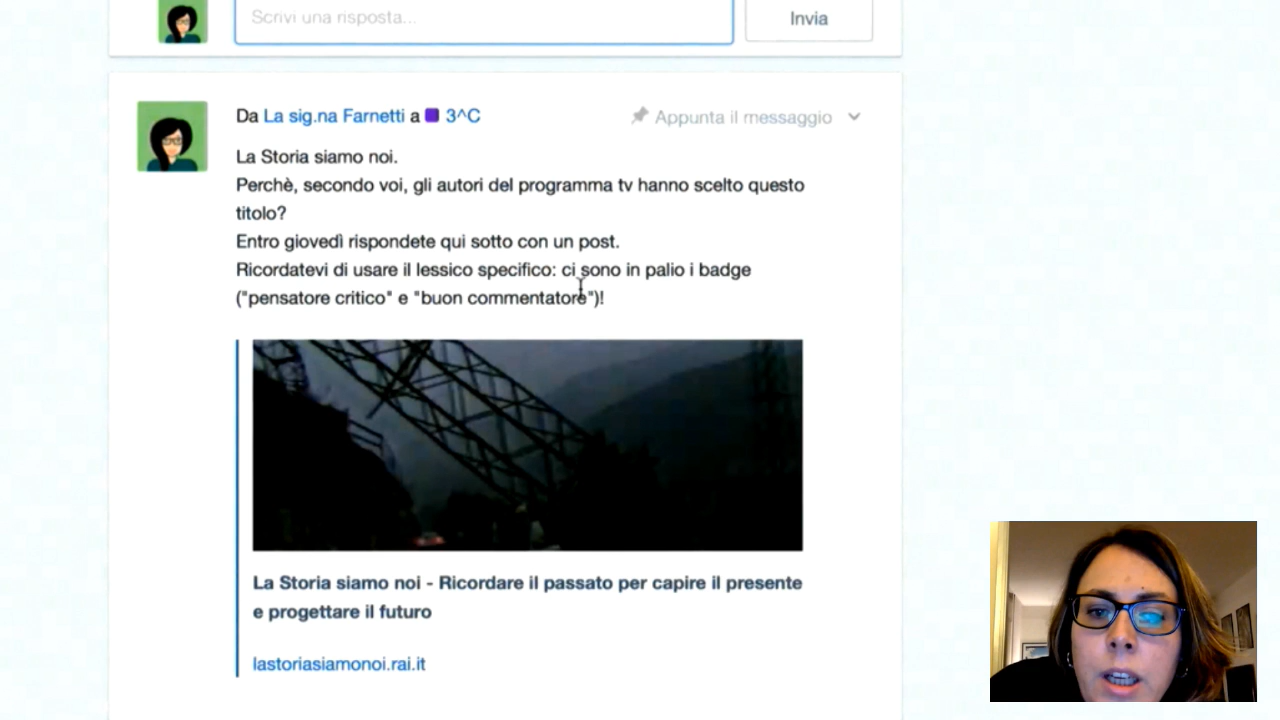 Scrivi una risposta...
Invia
Da La sig.na Farnetti a 3^C
Appunta il messaggio
La Storia siamo noi.
Perchè, secondo voi, gli autori del programma tv hanno scelto questo
titolo?
Entro giovedì rispondete qui sotto con un post.
Ricordatevi di usare il lessico specifico: ci sono in palio i badge
("pensatore critico" e "buon commentatore")!
La Storia siamo noi - Ricordare il passato per capire il presente
e progettare il futuro
lastoriasiamonoi.rai.it